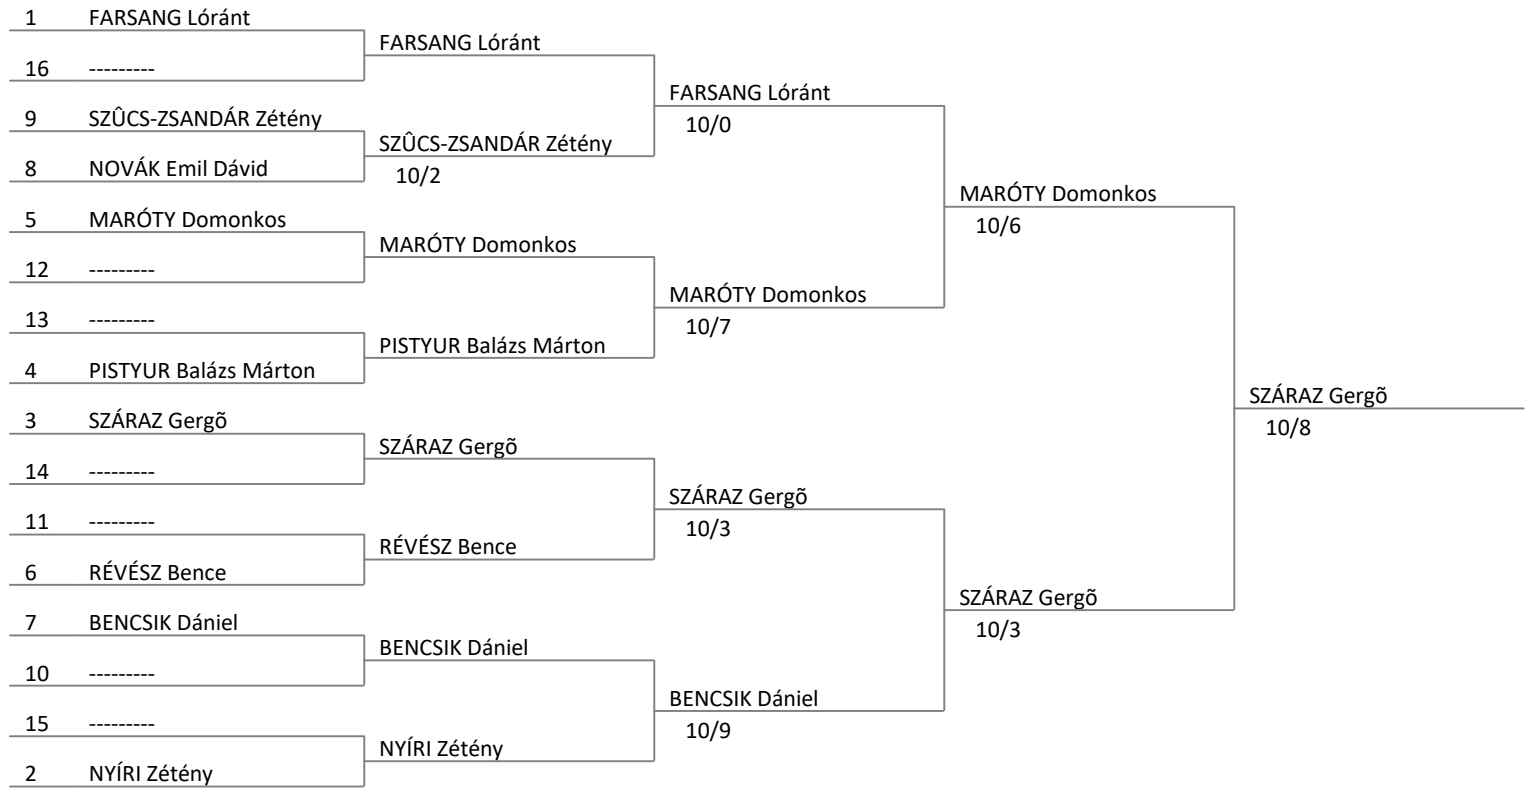 1 FARSANG Lóránt
FARSANG Lóránt
16 ---------
FARSANG Lóránt
10/0
9 SZÛCS-ZSANDÁR Zétény
SZÛCS-ZSANDÁR Zétény
10/2
8 NOVÁK Emil Dávid
MARÓTY Domonkos
10/6
5 MARÓTY Domonkos
MARÓTY Domonkos
12 ---------
MARÓTY Domonkos
10/7
13 ---------
PISTYUR Balázs Márton
4 PISTYUR Balázs Márton
SZÁRAZ Gergõ
10/8
3 SZÁRAZ Gergõ
SZÁRAZ Gergõ
14 ---------
SZÁRAZ Gergõ
10/3
11 ---------
RÉVÉSZ Bence
6 RÉVÉSZ Bence
SZÁRAZ Gergõ
10/3
7 BENCSIK Dániel
BENCSIK Dániel
10 ---------
BENCSIK Dániel
10/9
15 ---------
NYÍRI Zétény
2 NYÍRI Zétény